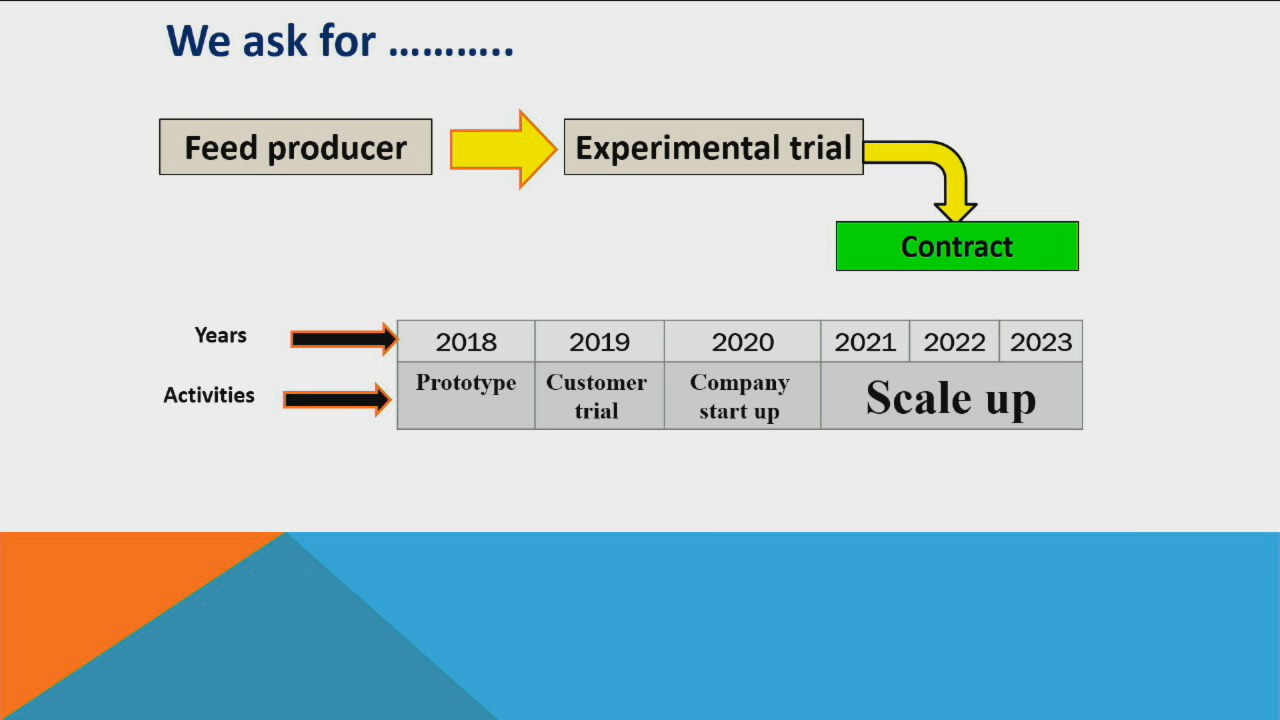 We ask for ………..
Feed producer
Experimental trial
Contract
Years
2018 2019 2020 2021 2022 2023
Activities
Prototype
Customer
trial
Company
start up
Scale up